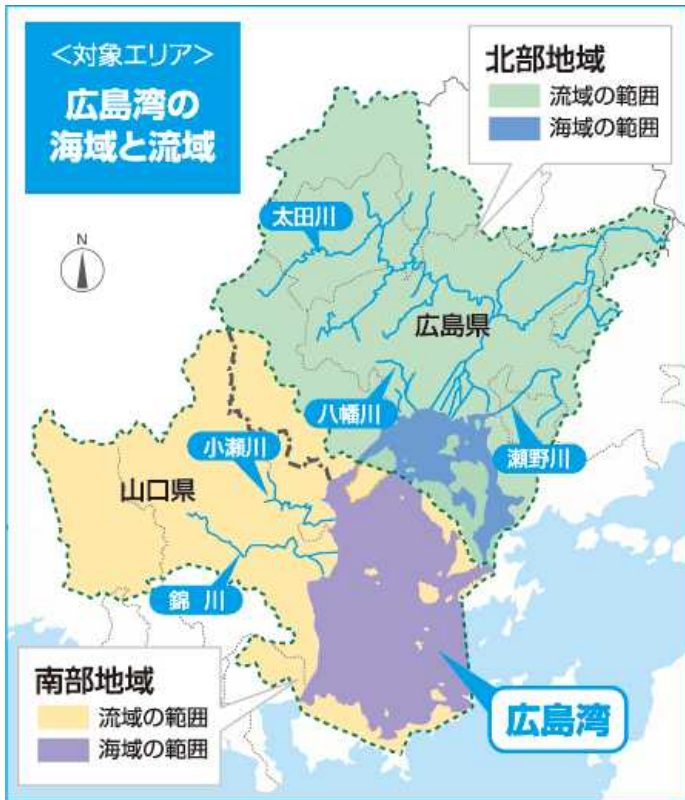 <対象エリア>
広島湾の
海域と流域
北部地域
流域の範囲
海域の範囲
N
太田川
広島県
八幡川
瀬野川
小瀬川
山口県
錦川
南部地域
流域の範囲
海域の範囲
広島湾